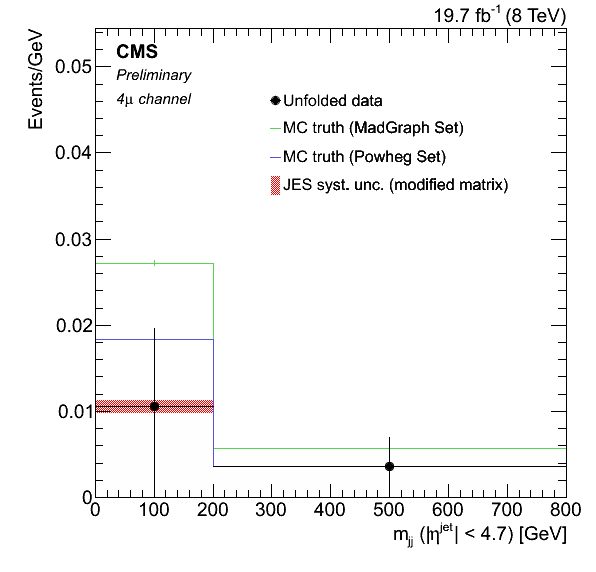 19.7 fb⁻¹ (8 TeV)
Events/GeV
CMS
Preliminary
4μ channel
Unfolded data
MC truth (MadGraph Set)
MC truth (Powheg Set)
JES syst. unc. (modified matrix)
0.05
0.04
0.03
0.02
0.01
0
0 100 200 300 400 500 600 700 800
m_jj (|η^jet| < 4.7) [GeV]